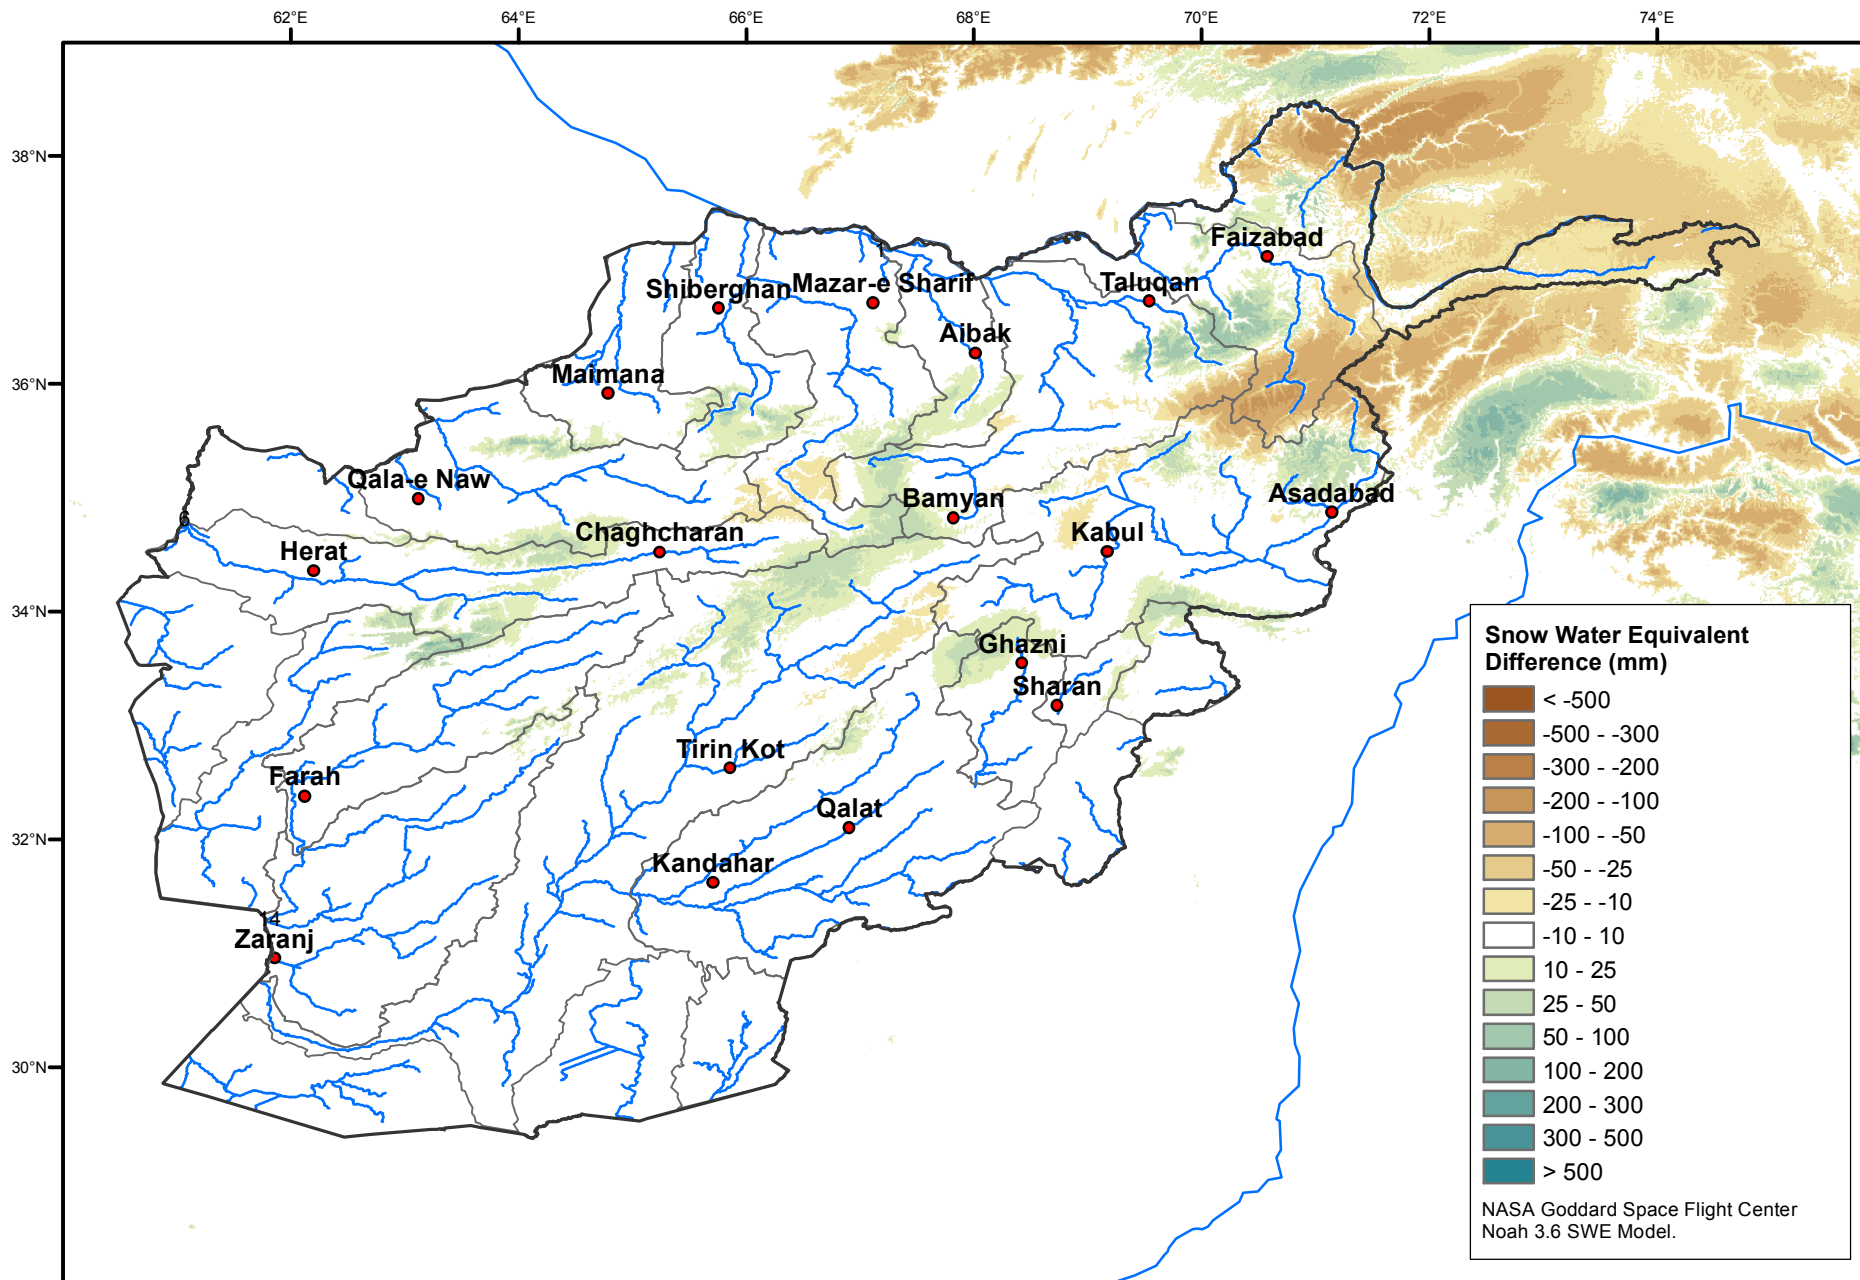 62°E 64°E 66°E 68°E 70°E 72°E 74°E
38°N
Faizabad
Shiberghan Mazar-e Sharif Taluqan
Aibak
36°N
Maimana
Qala-e Naw Bamyan Asadabad
6
Herat Chaghcharan Kabul
34°N
Ghazni
Sharan
Tirin Kot
Farah
Qalat
32°N
Kandahar
14
Zaranj
30°N
Snow Water Equivalent
Difference (mm)
< -500
-500 - -300
-300 - -200
-200 - -100
-100 - -50
-50 - -25
-25 - -10
-10 - 10
10 - 25
25 - 50
50 - 100
100 - 200
200 - 300
300 - 500
> 500
NASA Goddard Space Flight Center
Noah 3.6 SWE Model.